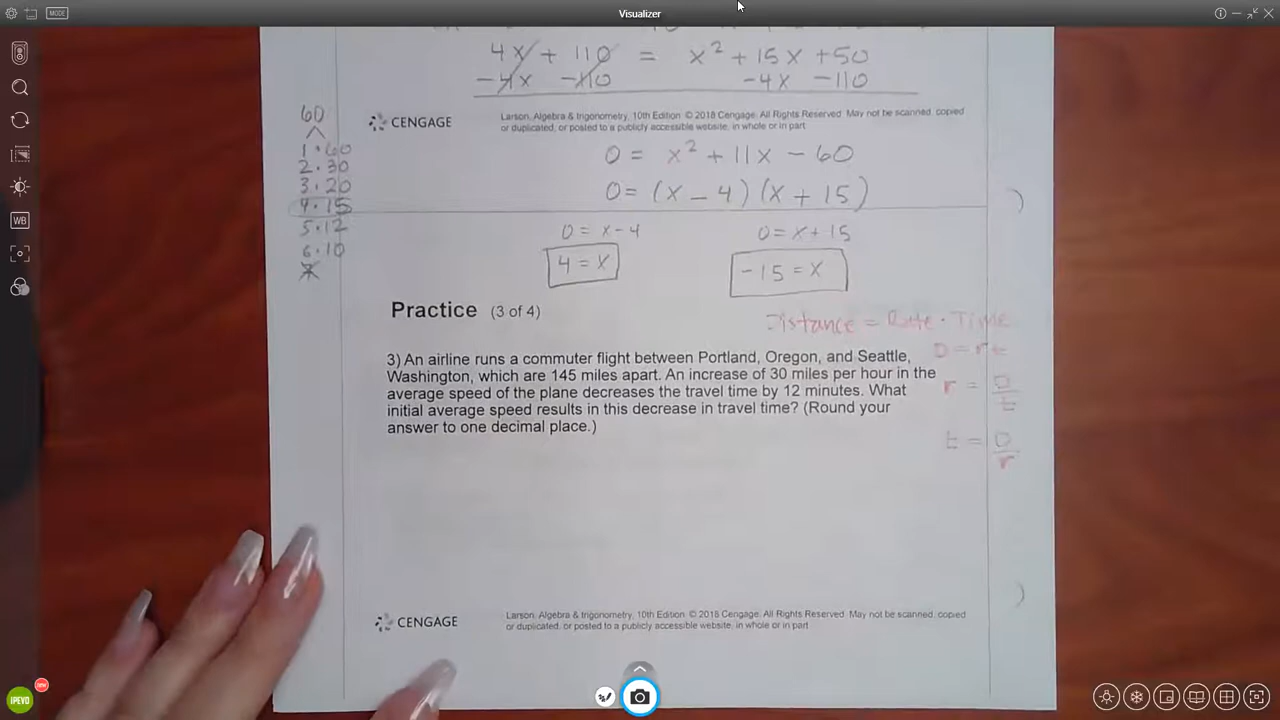 MODE
Visualizer
4x + 110 = x² + 15x + 50
-4x -110 -4x -110
60
1·60
2·30
3·20
4·15
5·12
6·10
CENGAGE
Larson, Algebra & Trigonometry, 10th Edition. © 2018 Cengage. All Rights Reserved. May not be scanned, copied
or duplicated, or posted to a publicly accessible website, in whole or in part.
0 = x² + 11x - 60
0 = (x - 4)(x + 15)
0 = x - 4
4 = x
0 = x + 15
-15 = x
Practice (3 of 4)
Distance = Rate · Time
D = rt
r = D/t
t = D/r
3) An airline runs a commuter flight between Portland, Oregon, and Seattle,
Washington, which are 145 miles apart. An increase of 30 miles per hour in the
average speed of the plane decreases the travel time by 12 minutes. What
initial average speed results in this decrease in travel time? (Round your
answer to one decimal place.)
CENGAGE
Larson, Algebra & Trigonometry, 10th Edition. © 2018 Cengage. All Rights Reserved. May not be scanned, copied
or duplicated, or posted to a publicly accessible website, in whole or in part.
WB
IPEVO
new